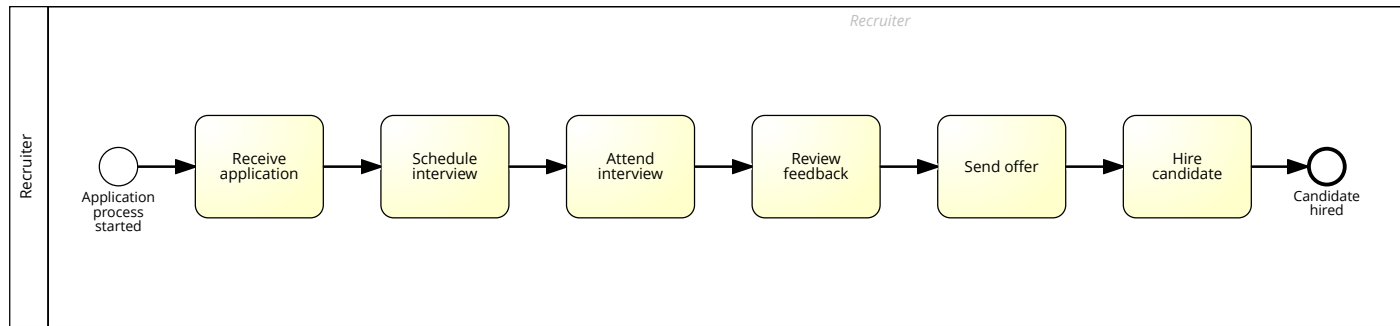 Recruiter
Recruiter
Application
process
started
Receive
application
Schedule
interview
Attend
interview
Review
feedback
Send offer
Hire
candidate
Candidate
hired